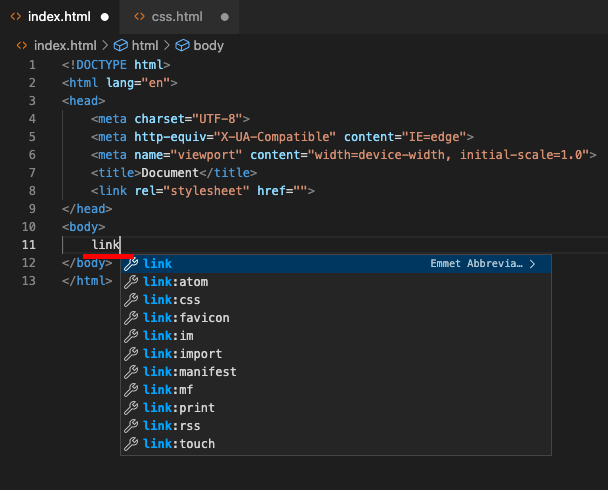 index.html css.html
index.html > html > body
1 <!DOCTYPE html>
2 <html lang="en">
3 <head>
4 <meta charset="UTF-8">
5 <meta http-equiv="X-UA-Compatible" content="IE=edge">
6 <meta name="viewport" content="width=device-width, initial-scale=1.0">
7 <title>Document</title>
8 <link rel="stylesheet" href="">
9 </head>
10 <body>
11 link
12 </body> link Emmet Abbrevia… >
13 </html> link:atom
link:css
link:favicon
link:im
link:import
link:manifest
link:mf
link:print
link:rss
link:touch